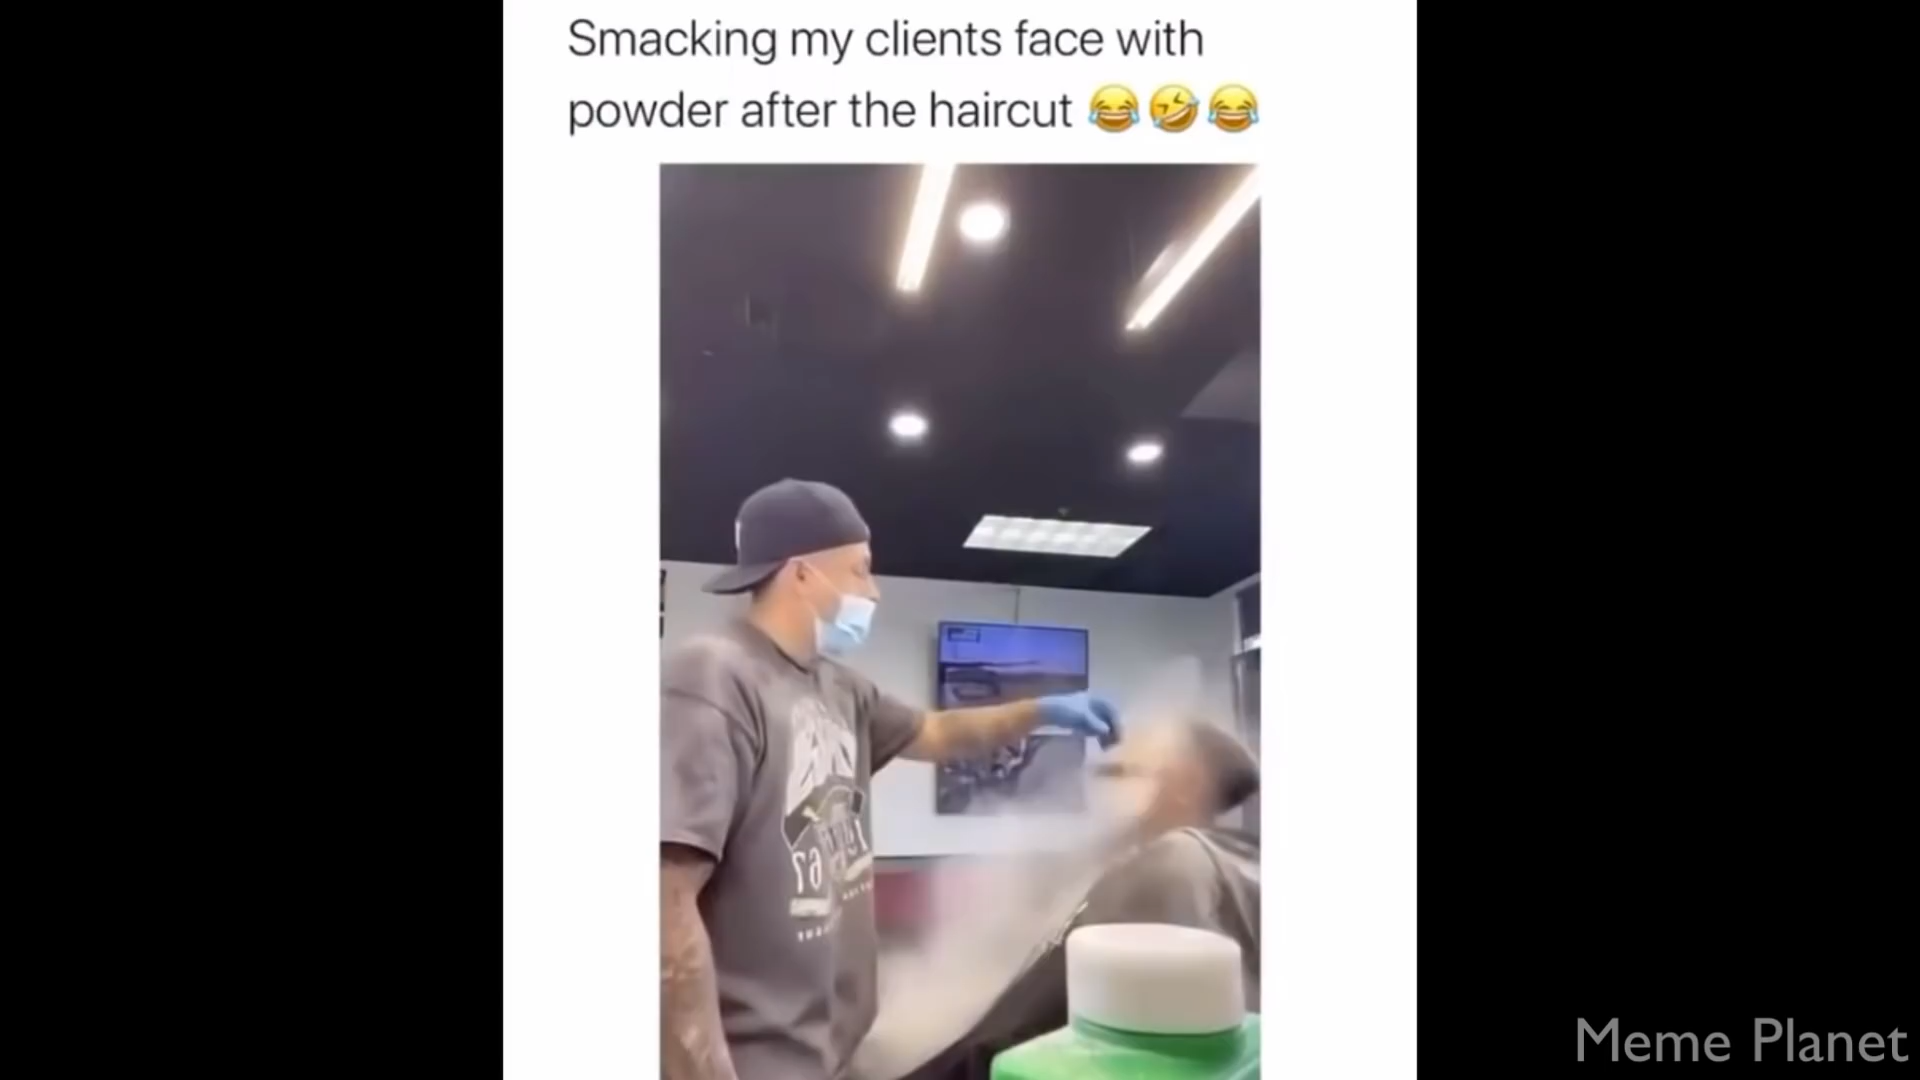 Smacking my clients face with
powder after the haircut 😂🤣😂
Meme Planet